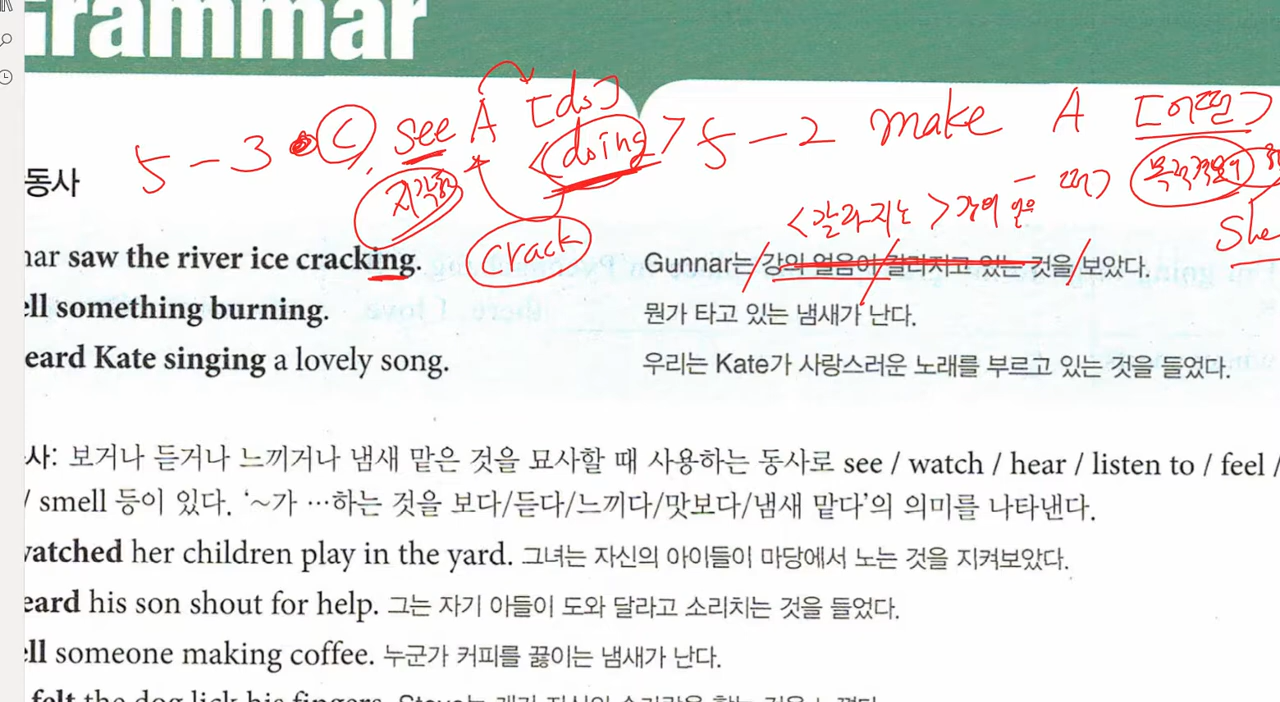 Grammar
5-3 C, see A [do] 5-2 make A [어떤]
<doing>
동사 지각동
crack <갈라지는> 강의 얼음 She
saw the river ice cracking. Gunnar는 강의 얼음이 갈라지고 있는 것을 보았다.
something burning. 뭔가 타고 있는 냄새가 난다.
Kate singing a lovely song. 우리는 Kate가 사랑스러운 노래를 부르고 있는 것을 들었다.
사: 보거나 듣거나 느끼거나 냄새 맡은 것을 묘사할 때 사용하는 동사로 see / watch / hear / listen to / feel /
/ smell 등이 있다. ‘~가 …하는 것을 보다/듣다/느끼다/맛보다/냄새 맡다’의 의미를 나타낸다.
watched her children play in the yard. 그녀는 자신의 아이들이 마당에서 노는 것을 지켜보았다.
eard his son shout for help. 그는 자기 아들이 도와 달라고 소리치는 것을 들었다.
ell someone making coffee. 누군가 커피를 끓이는 냄새가 난다.
felt the dog lick his fingers.